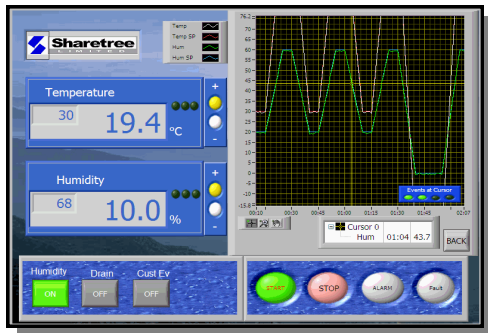 Sharetree
LIMITED
Temp
Temp SP
Hum
Hum SP
Temperature
30
19.4
°C
+
-
Humidity
68
10.0
%
+
-
76.2
70
65
60
55
50
45
40
35
30
25
20
15
10
5
0
-5
-10
-15.8
00:10
00:30
00:45
01:00
01:15
01:30
01:45
02:07
Events at Cursor
Cursor 0
Hum 01:04 43.7
BACK
Humidity
ON
Drain
OFF
Cust Ev
OFF
START
STOP
ALARM
Fault